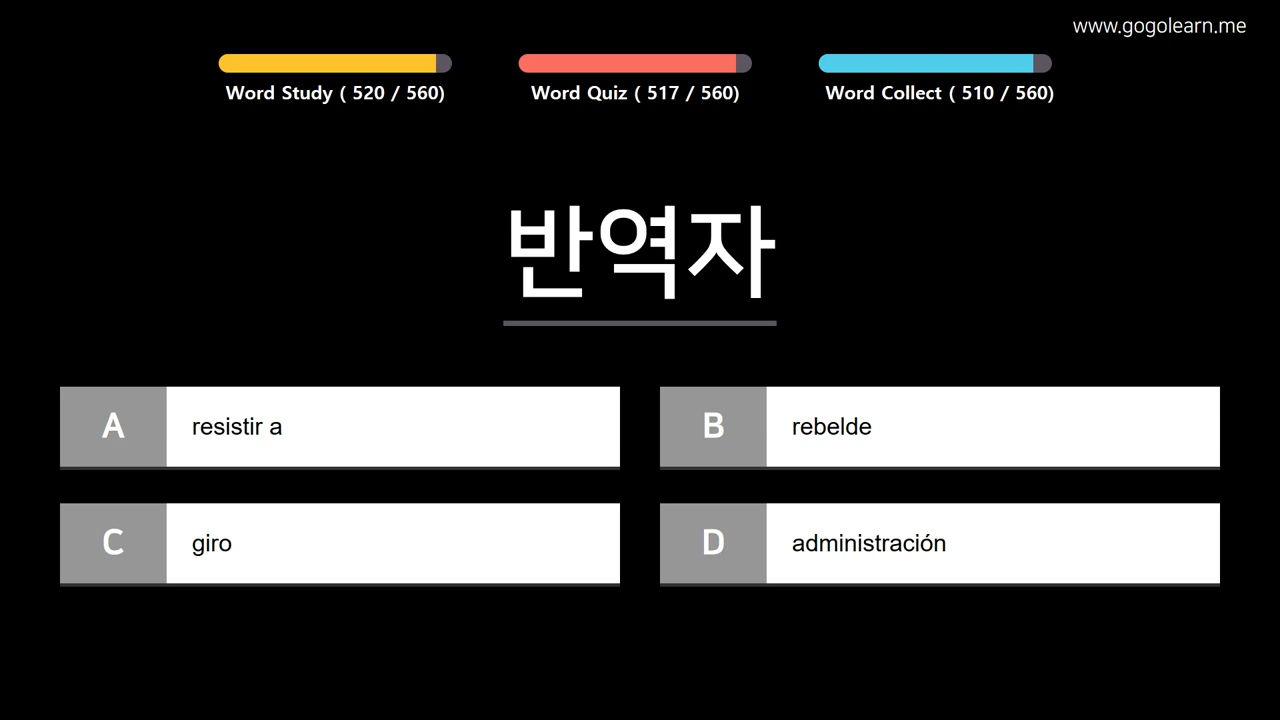 www.gogolearn.me
Word Study ( 520 / 560)
Word Quiz ( 517 / 560)
Word Collect ( 510 / 560)
반역자
A resistir a
B rebelde
C giro
D administración